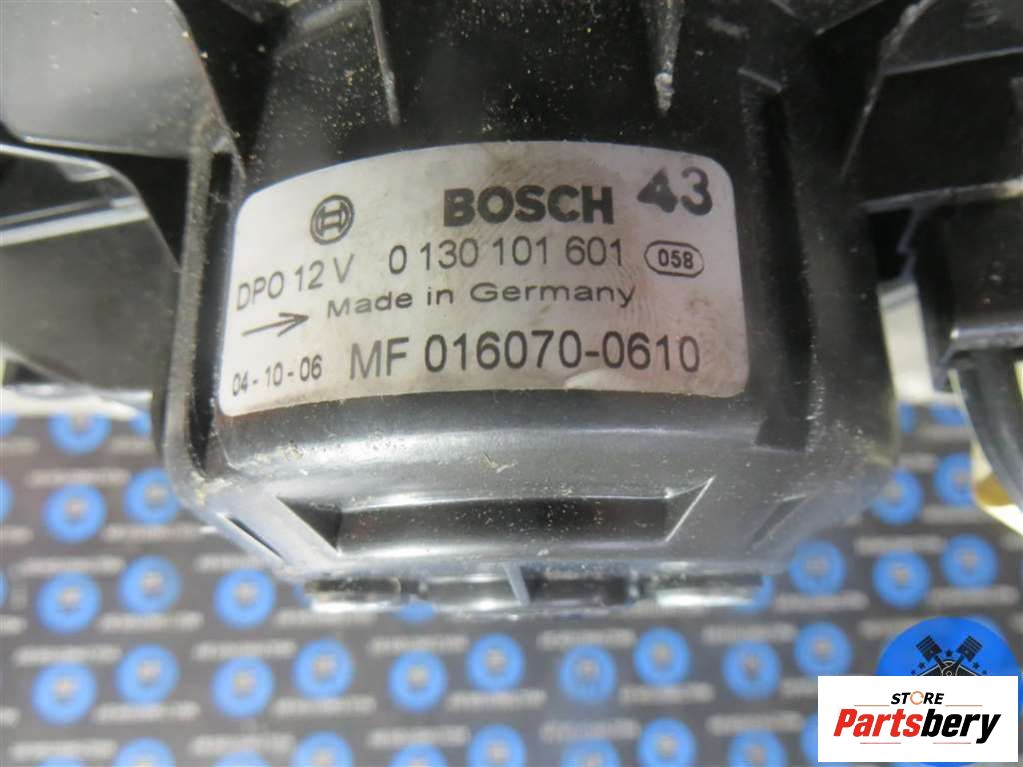 BOSCH 43
DPO 12 V 0 130 101 601 058
Made in Germany
04-10-06 MF 016070-0610
STORE
Partsbery